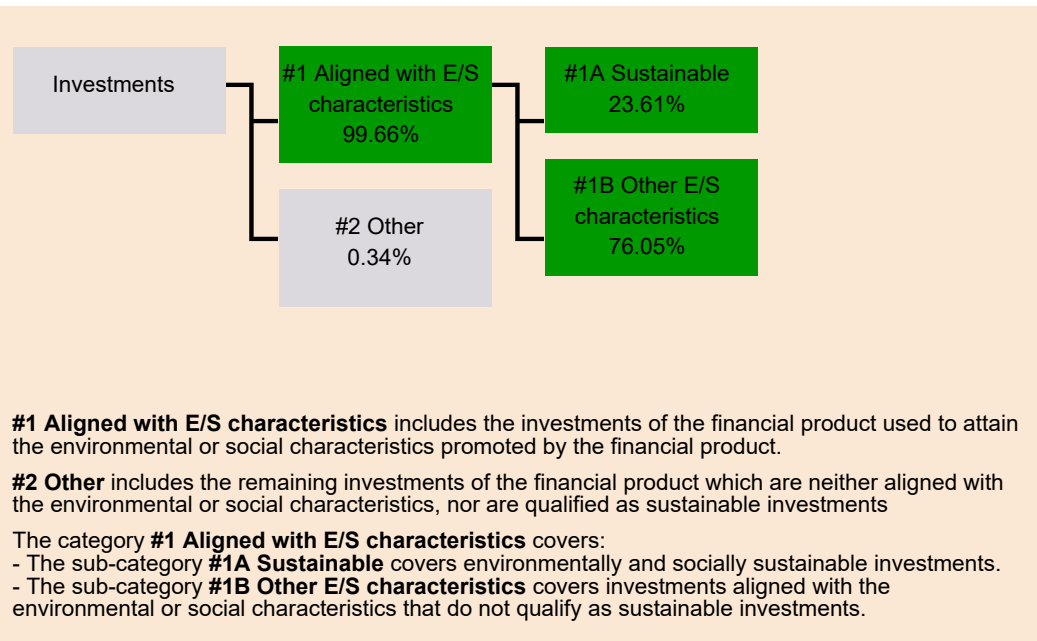 Investments
#1 Aligned with E/S
characteristics
99.66%
#1A Sustainable
23.61%
#1B Other E/S
characteristics
76.05%
#2 Other
0.34%
#1 Aligned with E/S characteristics includes the investments of the financial product used to attain
the environmental or social characteristics promoted by the financial product.
#2 Other includes the remaining investments of the financial product which are neither aligned with
the environmental or social characteristics, nor are qualified as sustainable investments
The category #1 Aligned with E/S characteristics covers:
- The sub-category #1A Sustainable covers environmentally and socially sustainable investments.
- The sub-category #1B Other E/S characteristics covers investments aligned with the
environmental or social characteristics that do not qualify as sustainable investments.